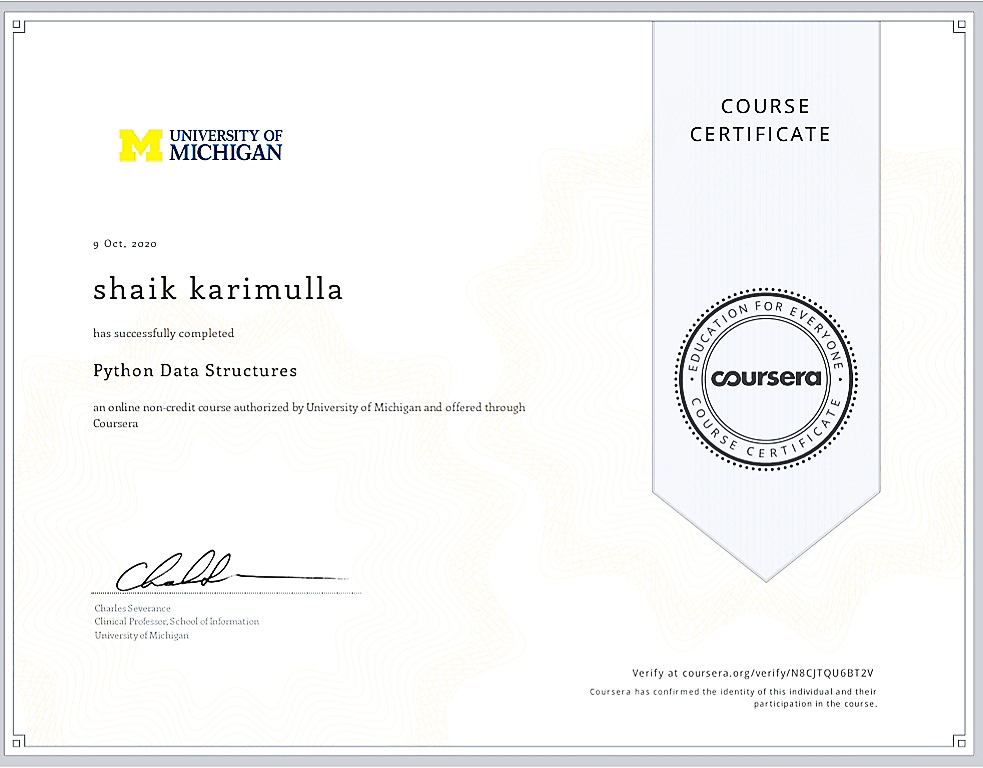 COURSE
CERTIFICATE
UNIVERSITY OF
MICHIGAN
9 Oct, 2020
shaik karimulla
has successfully completed
Python Data Structures
an online non-credit course authorized by University of Michigan and offered through
Coursera
EDUCATION FOR EVERYONE
coursera
COURSE CERTIFICATE
Charles Severance
Clinical Professor, School of Information
University of Michigan
Verify at coursera.org/verify/N8CJTQU6BT2V
Coursera has confirmed the identity of this individual and their
participation in the course.